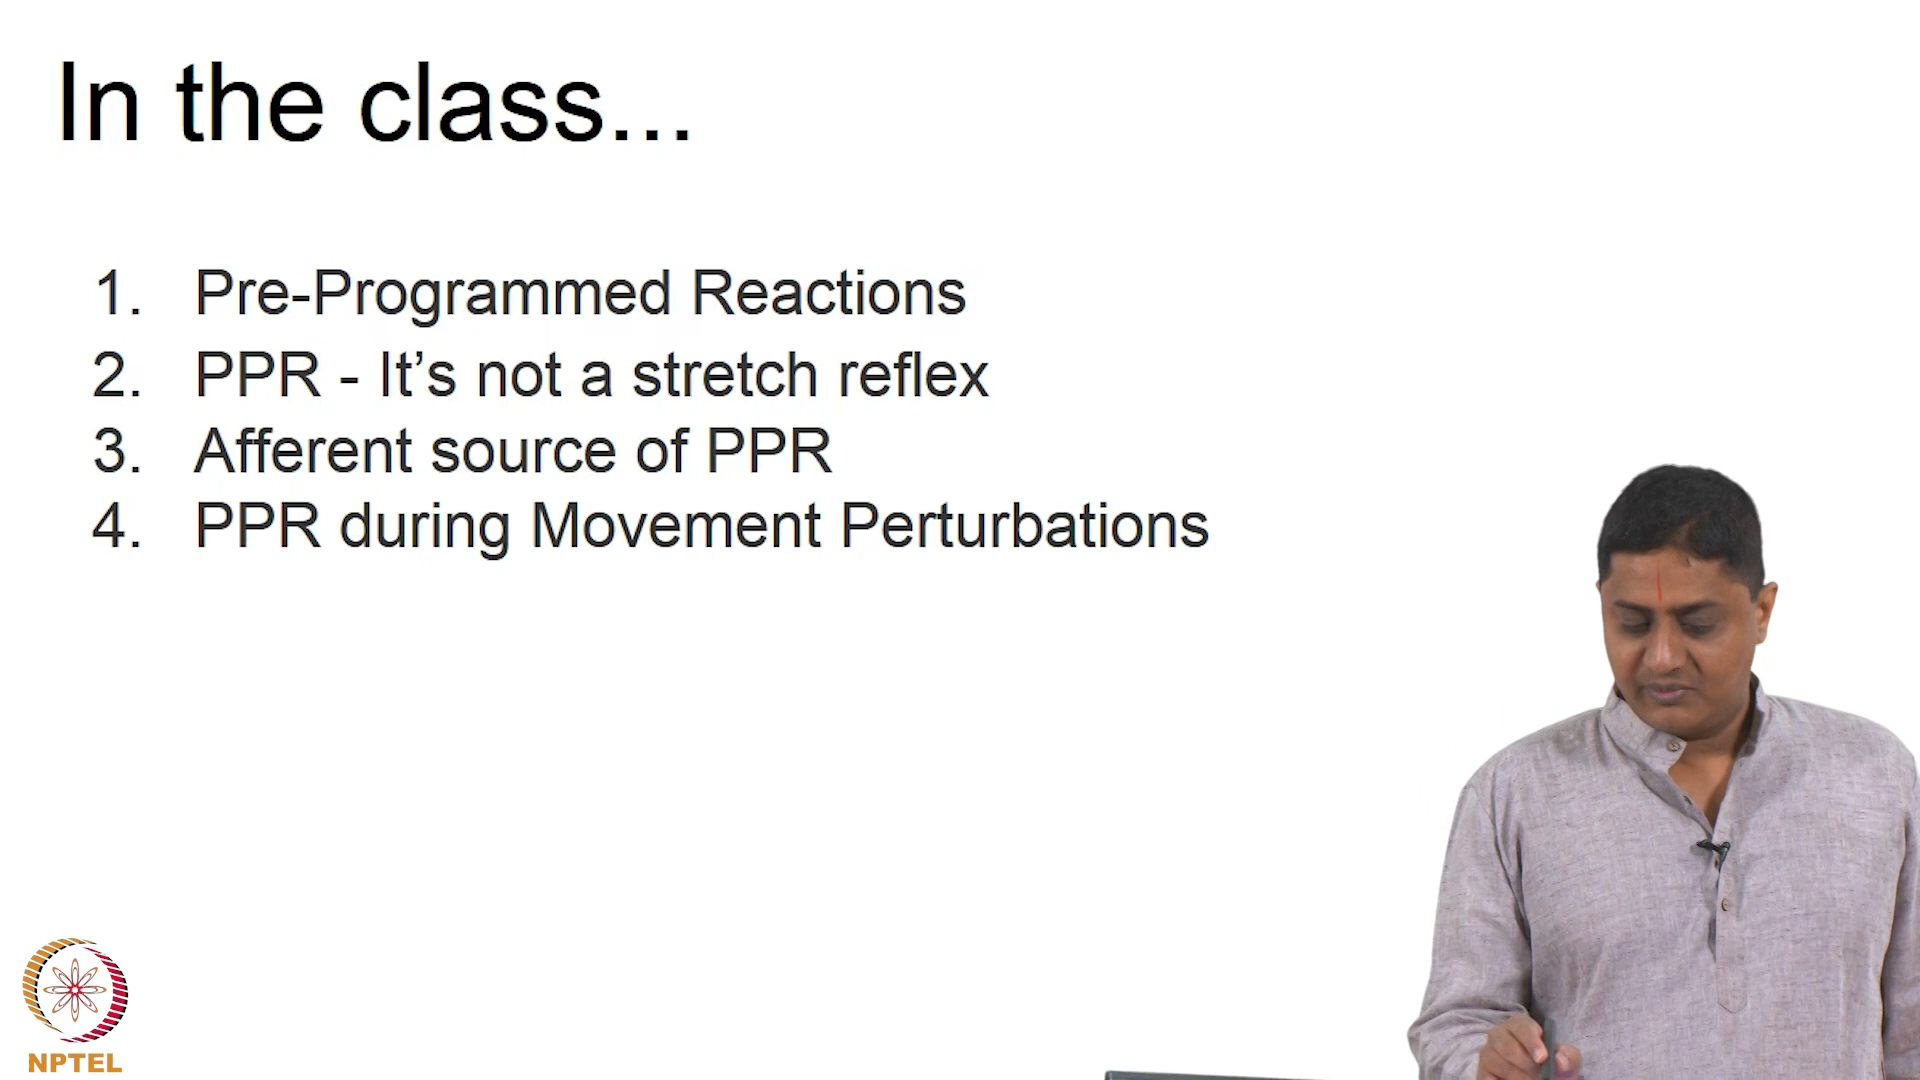 In the class...
1. Pre-Programmed Reactions
2. PPR - It’s not a stretch reflex
3. Afferent source of PPR
4. PPR during Movement Perturbations
NPTEL